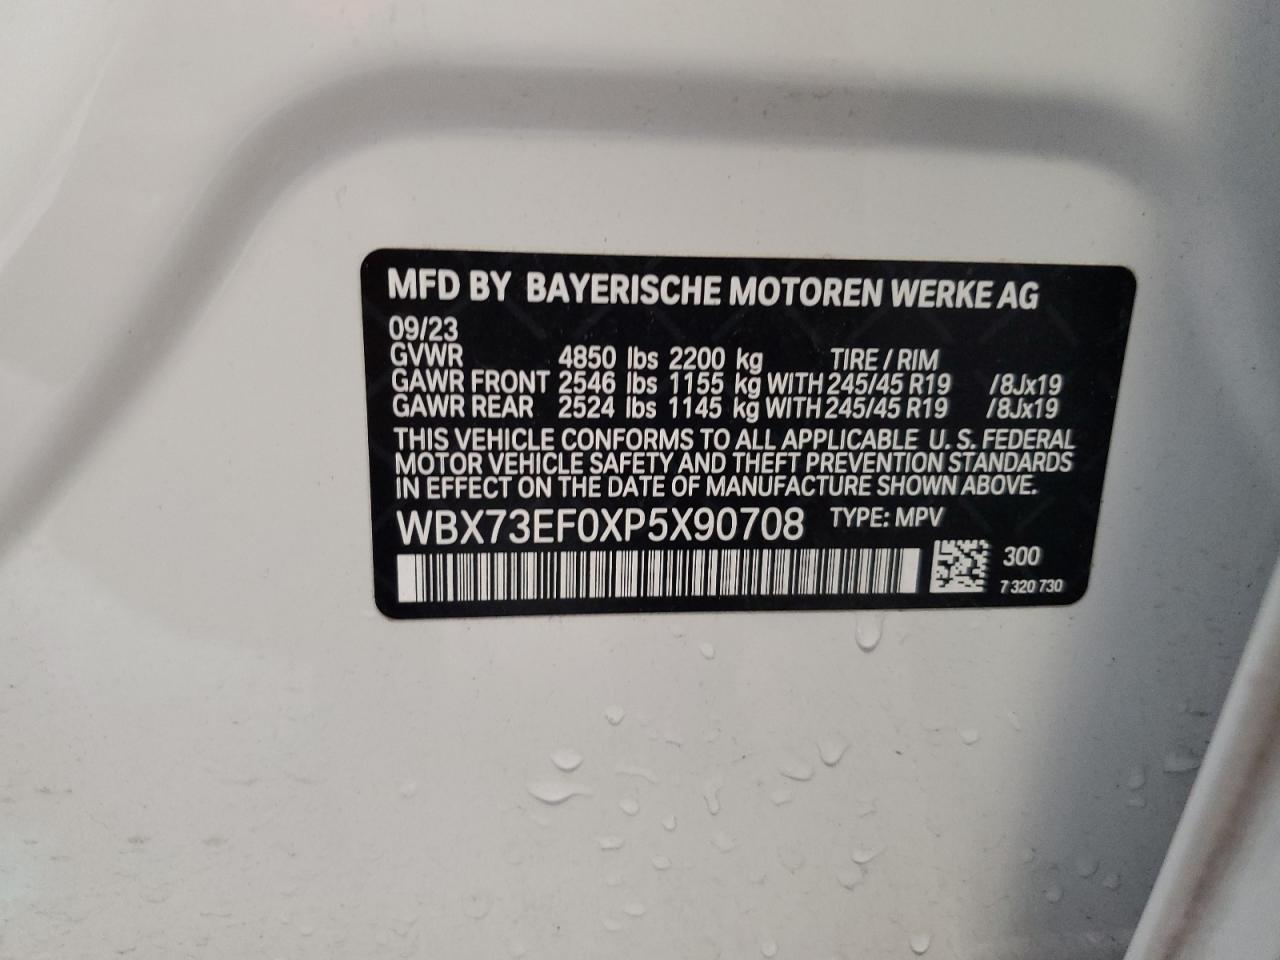 MFD BY BAYERISCHE MOTOREN WERKE AG
09/23
GVWR 4850 lbs 2200 kg TIRE / RIM
GAWR FRONT 2546 lbs 1155 kg WITH 245/45 R19 /8Jx19
GAWR REAR 2524 lbs 1145 kg WITH 245/45 R19 /8Jx19
THIS VEHICLE CONFORMS TO ALL APPLICABLE U. S. FEDERAL
MOTOR VEHICLE SAFETY AND THEFT PREVENTION STANDARDS
IN EFFECT ON THE DATE OF MANUFACTURE SHOWN ABOVE.
WBX73EF0XP5X90708 TYPE: MPV
300
7 320 730